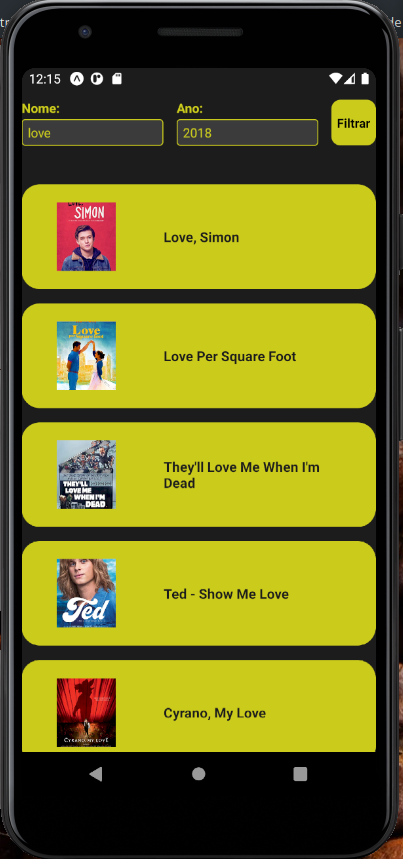 12:15
Nome:
Ano:
love
2018
Filtrar
SIMON
Love, Simon
Love
Love Per Square Foot
THEY'LL
LOVE ME
WHEN I'M
DEAD
They'll Love Me When I'm
Dead
Ted
Ted - Show Me Love
CYRANO, MY LOVE
Cyrano, My Love